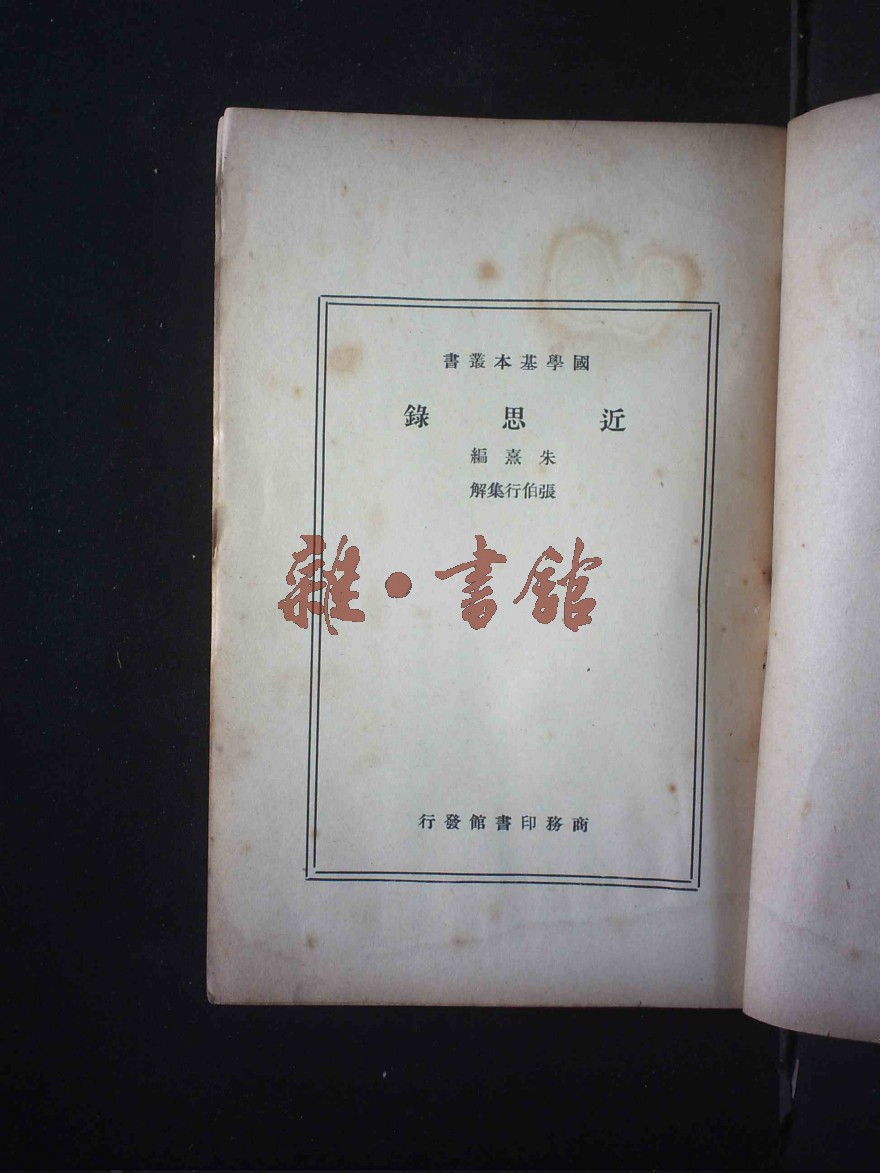 國學基本叢書
近思錄
朱熹編
張伯行集解
雜·書館
商務印書館發行